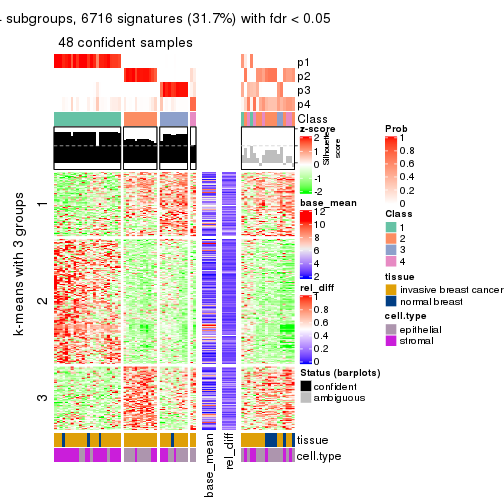 subgroups, 6716 signatures (31.7%) with fdr < 0.05
48 confident samples
p1
p2
p3
p4
Class
z-score
2
1
0
-1
-2
Silhouette
score
base_mean
12
10
8
6
4
2
rel_diff
1
0.8
0.6
0.4
0.2
0
Status (barplots)
confident
ambiguous
Prob
1
0.8
0.6
0.4
0.2
0
Class
1
2
3
4
tissue
invasive breast cancer
normal breast
cell.type
epithelial
stromal
k-means with 3 groups
1
2
3
tissue
cell.type
base_mean
rel_diff